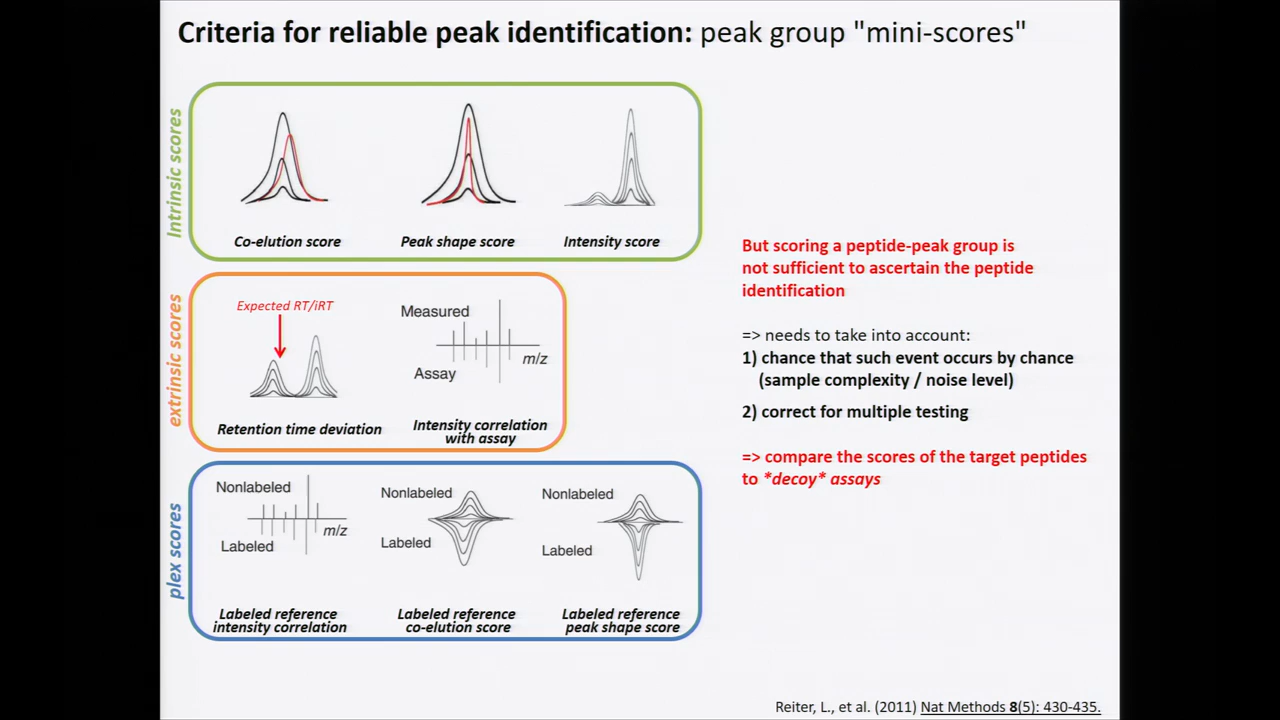 Criteria for reliable peak identification: peak group "mini-scores"
Intrinsic scores
Co-elution score
Peak shape score
Intensity score
extrinsic scores
Expected RT/iRT
Retention time deviation
Measured
Assay
m/z
Intensity correlation
with assay
plex scores
Nonlabeled
Labeled
m/z
Labeled reference
intensity correlation
Nonlabeled
Labeled
Labeled reference
co-elution score
Nonlabeled
Labeled
Labeled reference
peak shape score
But scoring a peptide-peak group is
not sufficient to ascertain the peptide
identification
=> needs to take into account:
1) chance that such event occurs by chance
(sample complexity / noise level)
2) correct for multiple testing
=> compare the scores of the target peptides
to *decoy* assays
Reiter, L., et al. (2011) Nat Methods 8(5): 430-435.